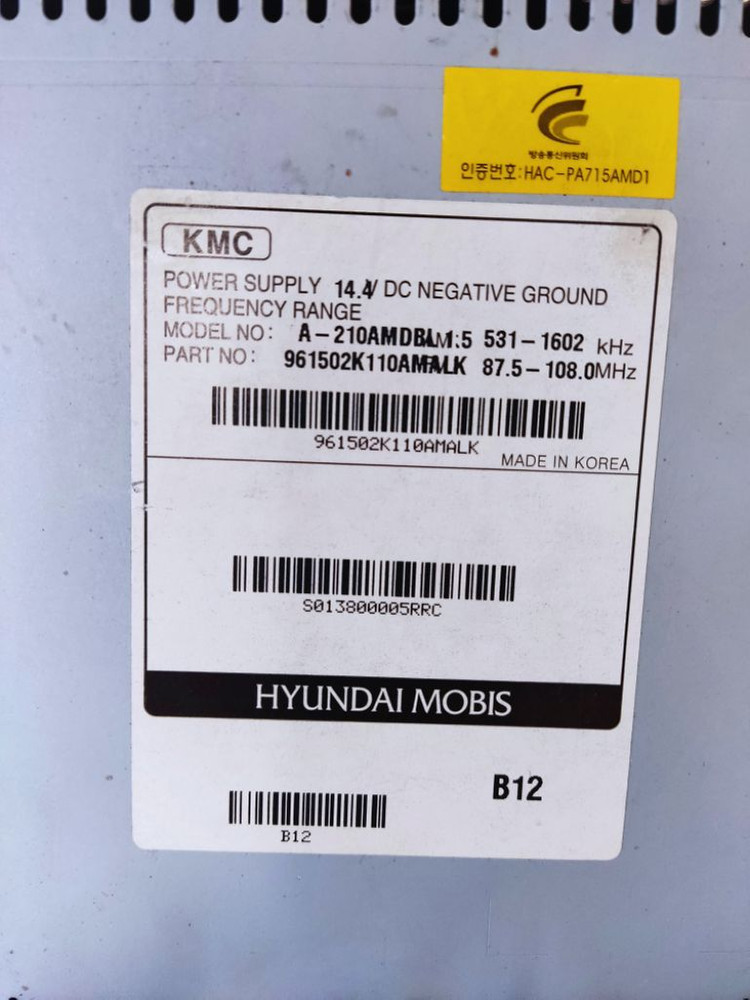 방송통신위원회
인증번호:HAC-PA715AMD1
KMC
POWER SUPPLY 14.4V DC NEGATIVE GROUND
FREQUENCY RANGE
MODEL NO: A-210AMDBL 531-1602 kHz
PART NO: 961502K110AMALK 87.5-108.0MHz
961502K110AMALK
MADE IN KOREA
S013800005RRC
HYUNDAI MOBIS
B12
B12